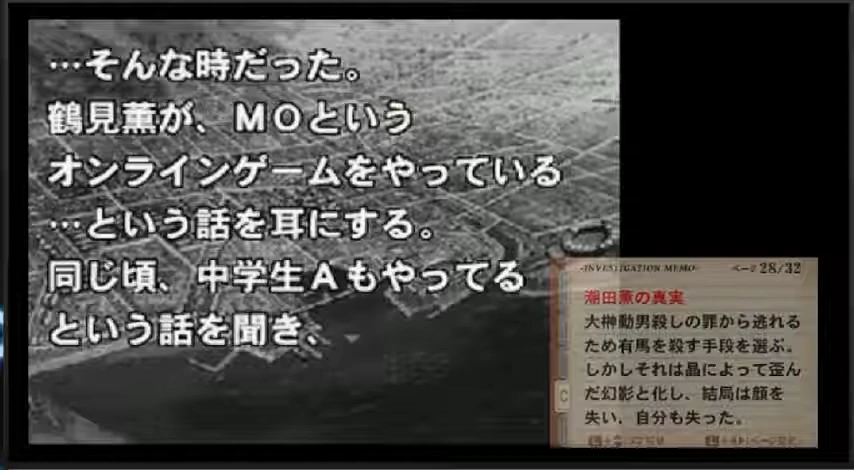 …そんな時だった。
鶴見薫が、ＭＯという
オンラインゲームをやっている
…という話を耳にする。
同じ頃、中学生Ａもやってる
という話を聞き、
-INVESTIGATION MEMO- ページ 28/32
潮田薫の真実
大榊動男殺しの罪から逃れる
ため有馬を殺す手段を選ぶ。
しかしそれは晶によって歪ん
だ幻影と化し、結局は顔を
失い、自分も失った。